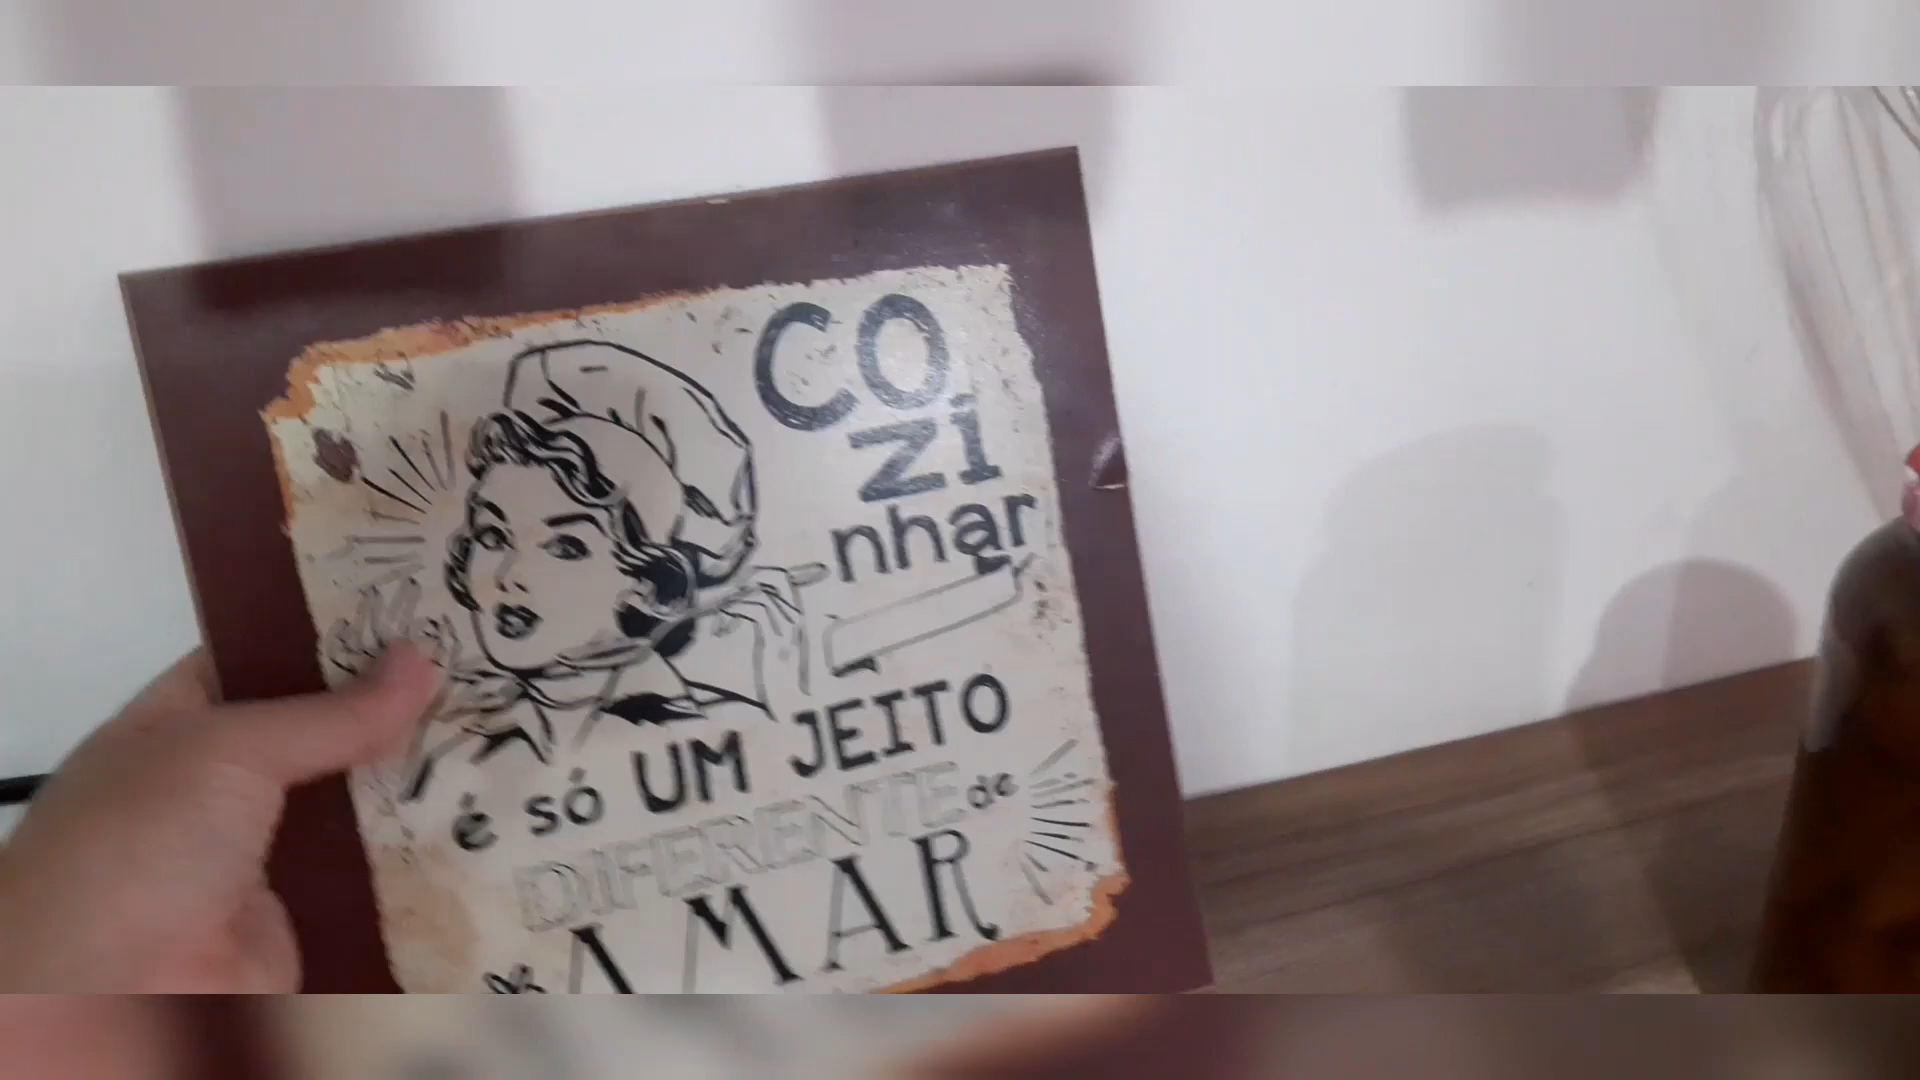 CO
zi
nhar
é só UM JEITO
DIFERENTE de
AMAR